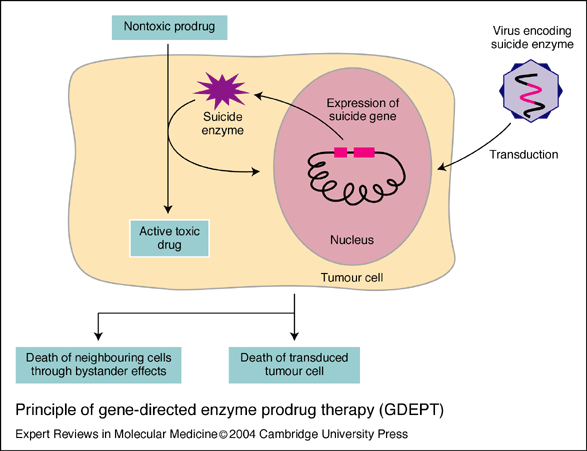 Nontoxic prodrug
Virus encoding
suicide enzyme
Suicide
enzyme
Expression of
suicide gene
Transduction
Active toxic
drug
Nucleus
Tumour cell
Death of neighbouring cells
through bystander effects
Death of transduced
tumour cell
Principle of gene-directed enzyme prodrug therapy (GDEPT)
Expert Reviews in Molecular Medicine©2004 Cambridge University Press